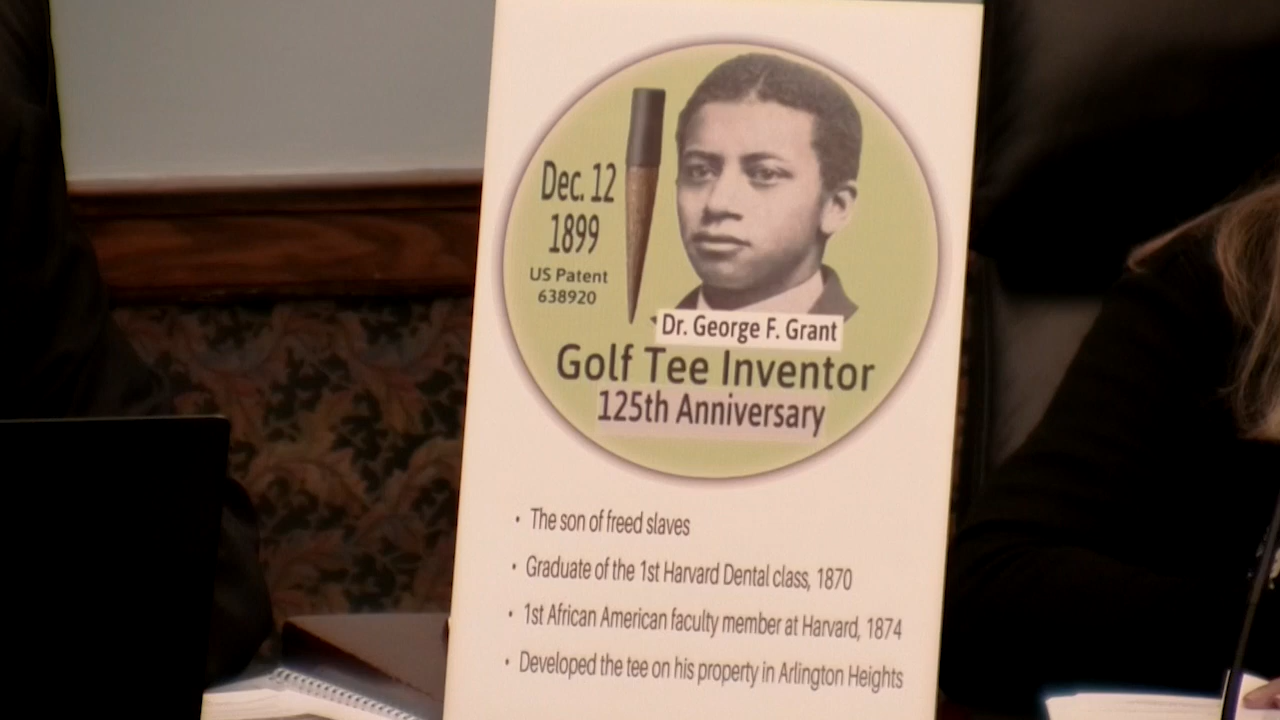 Dec. 12
1899
US Patent
638920
Dr. George F. Grant
Golf Tee Inventor
125th Anniversary
• The son of freed slaves
• Graduate of the 1st Harvard Dental class, 1870
• 1st African American faculty member at Harvard, 1874
• Developed the tee on his property in Arlington Heights